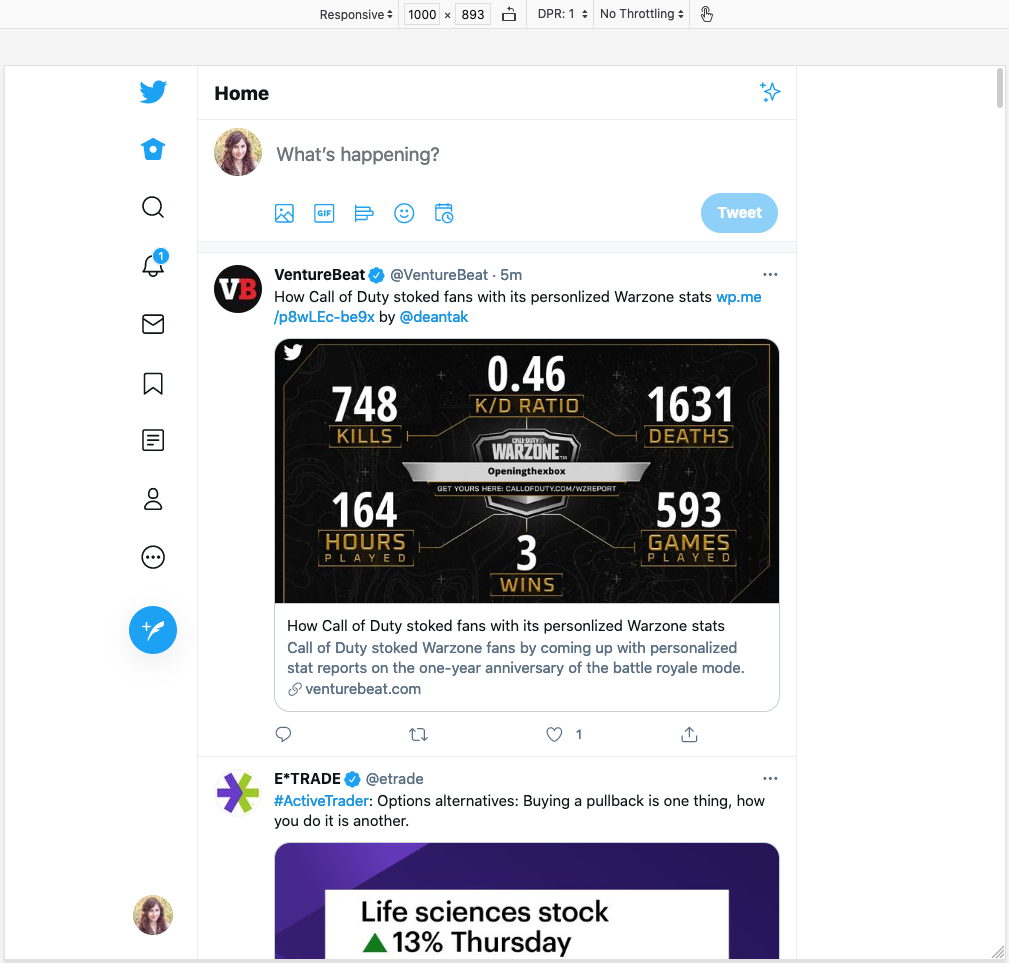 Responsive 1000 × 893 DPR: 1 No Throttling
Home
What's happening?
GIF
Tweet
1
VB
VentureBeat @VentureBeat · 5m
How Call of Duty stoked fans with its personlized Warzone stats wp.me
/p8wLEc-be9x by @deantak
0.46
K/D RATIO
748
KILLS
1631
DEATHS
CALL OF DUTY
WARZONE
Openingthexbox
GET YOURS HERE: CALLOFDUTY.COM/WZREPORT
164
HOURS
PLAYED
593
GAMES
PLAYED
3
WINS
How Call of Duty stoked fans with its personlized Warzone stats
Call of Duty stoked Warzone fans by coming up with personalized
stat reports on the one-year anniversary of the battle royale mode.
venturebeat.com
1
E*TRADE @etrade
#ActiveTrader: Options alternatives: Buying a pullback is one thing, how
you do it is another.
Life sciences stock
13% Thursday